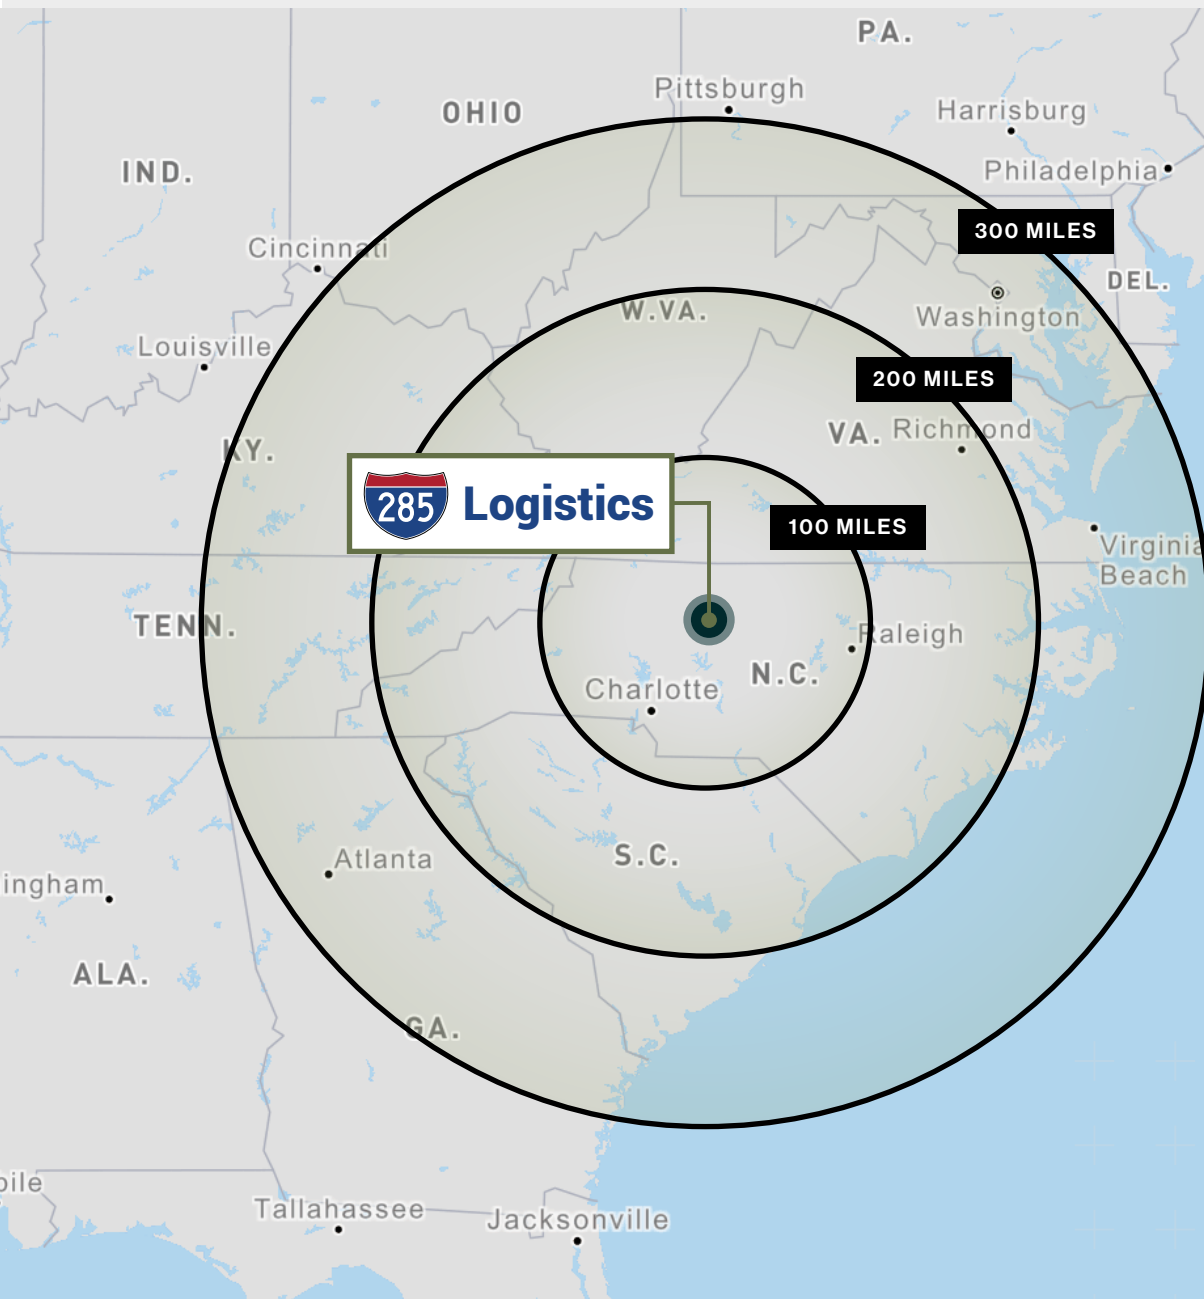 PA.
Pittsburgh
OHIO
Harrisburg
IND.
Philadelphia
300 MILES
Cincinnati
DEL.
W.VA.
Washington
Louisville
200 MILES
VA.
Richmond
KY.
285 Logistics
100 MILES
Virginia
Beach
TENN.
Raleigh
N.C.
Charlotte
S.C.
Atlanta
ingham
ALA.
GA.
bile
Tallahassee
Jacksonville